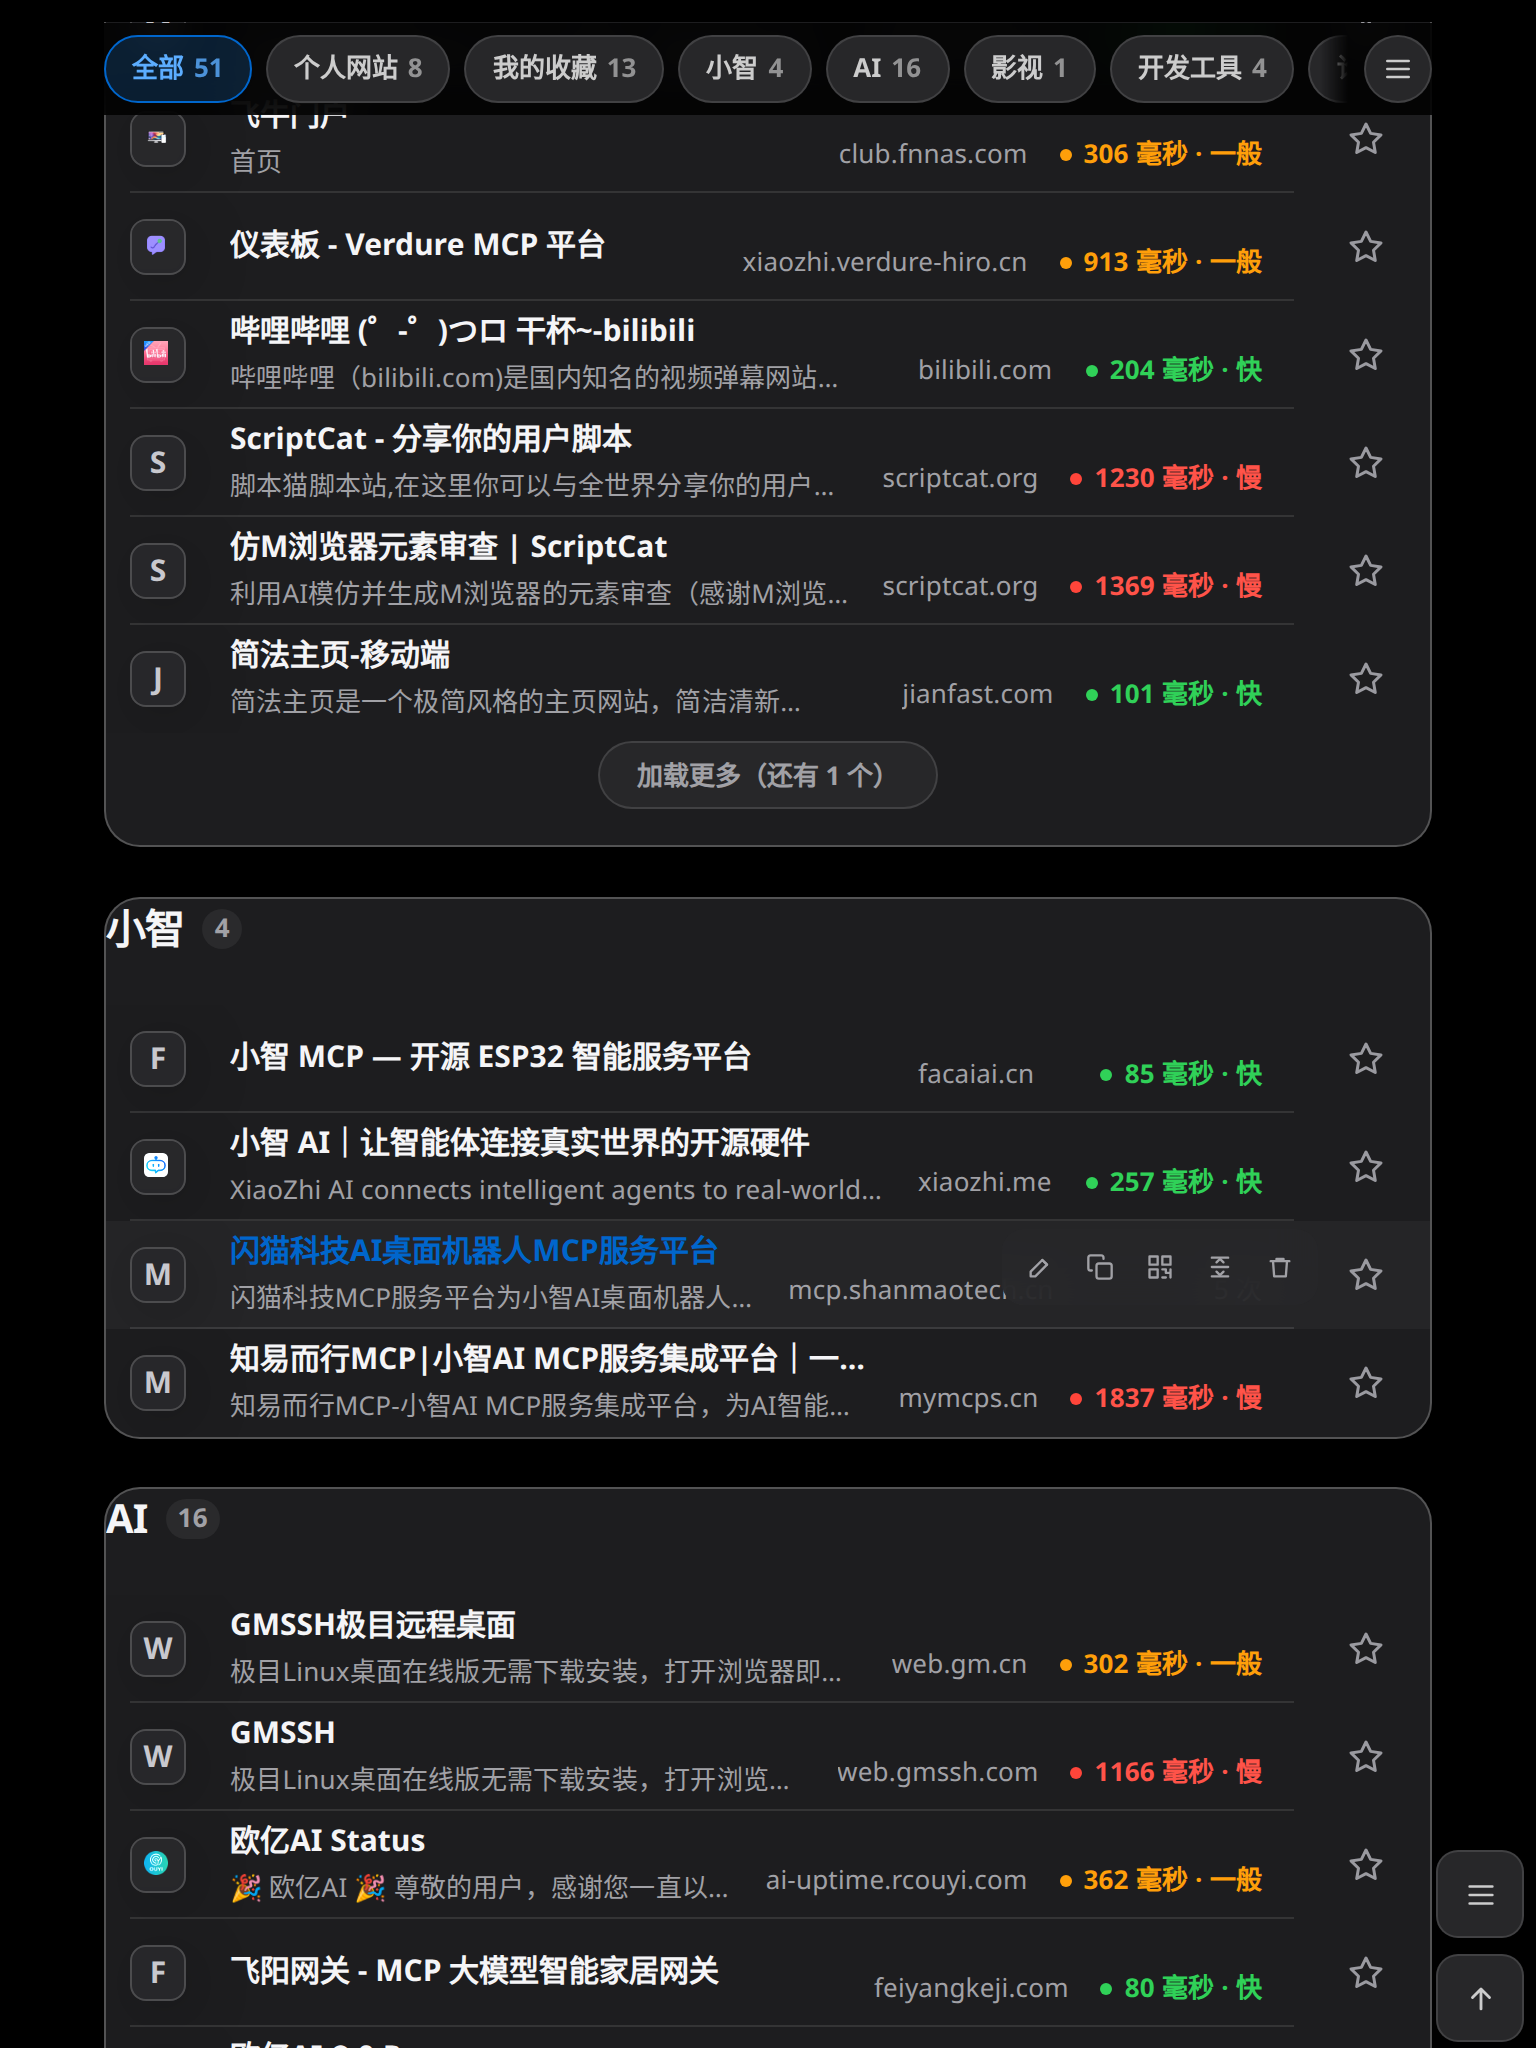 全部 51
个人网站 8
我的收藏 13
小智 4
AI 16
影视 1
开发工具 4
飞牛门户
首页
club.fnnas.com
306 毫秒 · 一般
仪表板 - Verdure MCP 平台
xiaozhi.verdure-hiro.cn
913 毫秒 · 一般
哔哩哔哩 (゜-゜)つロ 干杯~-bilibili
哔哩哔哩（bilibili.com)是国内知名的视频弹幕网站...
bilibili.com
204 毫秒 · 快
S
ScriptCat - 分享你的用户脚本
脚本猫脚本站,在这里你可以与全世界分享你的用户...
scriptcat.org
1230 毫秒 · 慢
S
仿M浏览器元素审查 | ScriptCat
利用AI模仿并生成M浏览器的元素审查（感谢M浏览...
scriptcat.org
1369 毫秒 · 慢
J
简法主页-移动端
简法主页是一个极简风格的主页网站，简洁清新...
jianfast.com
101 毫秒 · 快
加载更多（还有 1 个）
小智 4
F
小智 MCP — 开源 ESP32 智能服务平台
facaiai.cn
85 毫秒 · 快
小智 AI｜让智能体连接真实世界的开源硬件
XiaoZhi AI connects intelligent agents to real-world...
xiaozhi.me
257 毫秒 · 快
M
闪猫科技AI桌面机器人MCP服务平台
闪猫科技MCP服务平台为小智AI桌面机器人...
mcp.shanmaotech.cn
M
知易而行MCP|小智AI MCP服务集成平台｜一...
知易而行MCP-小智AI MCP服务集成平台，为AI智能...
mymcps.cn
1837 毫秒 · 慢
AI 16
W
GMSSH极目远程桌面
极目Linux桌面在线版无需下载安装，打开浏览器即...
web.gm.cn
302 毫秒 · 一般
W
GMSSH
极目Linux桌面在线版无需下载安装，打开浏览...
web.gmssh.com
1166 毫秒 · 慢
欧亿AI Status
🎉 欧亿AI 🎉 尊敬的用户，感谢您一直以...
ai-uptime.rcouyi.com
362 毫秒 · 一般
F
飞阳网关 - MCP 大模型智能家居网关
feiyangkeji.com
80 毫秒 · 快